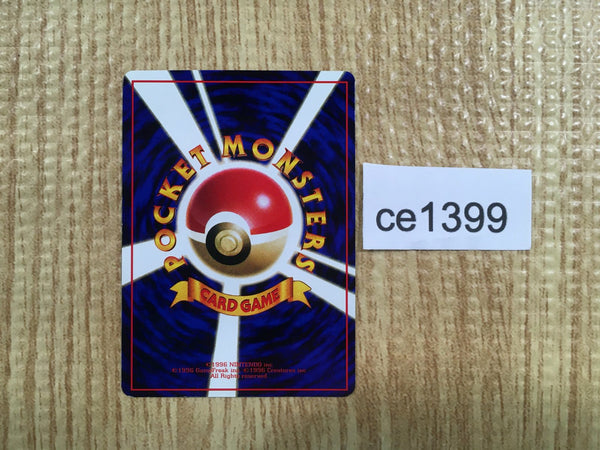 POCKET MONSTERS
CARD GAME
©1996 NINTENDO inc.
©1996 GameFreak inc. ©1996 Creatures inc.
All Rights reserved
ce1399